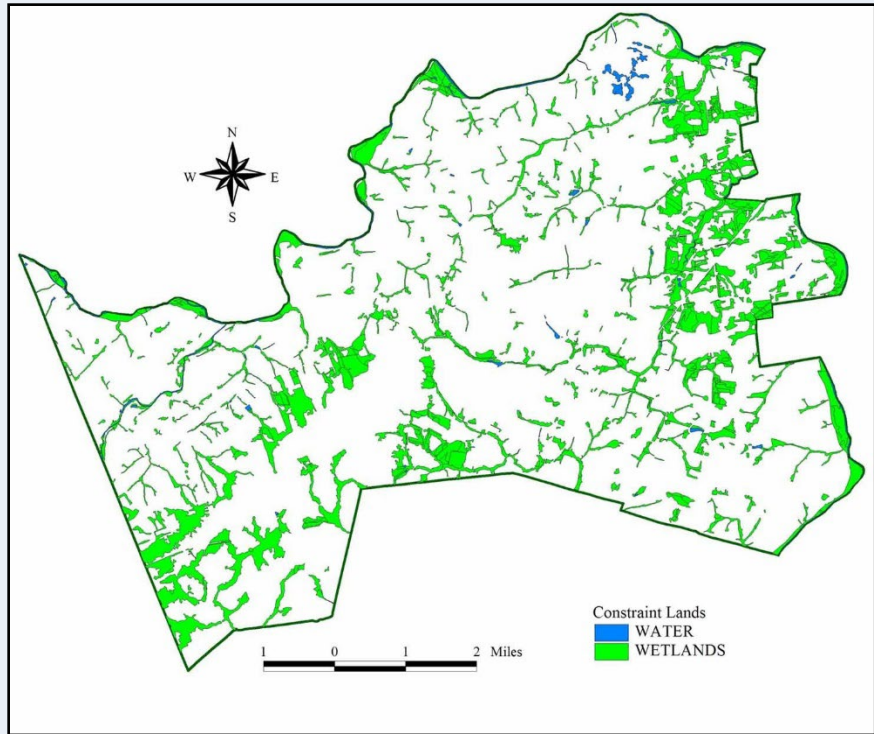 N
W E
S
Constraint Lands
WATER
WETLANDS
1 0 1 2 Miles